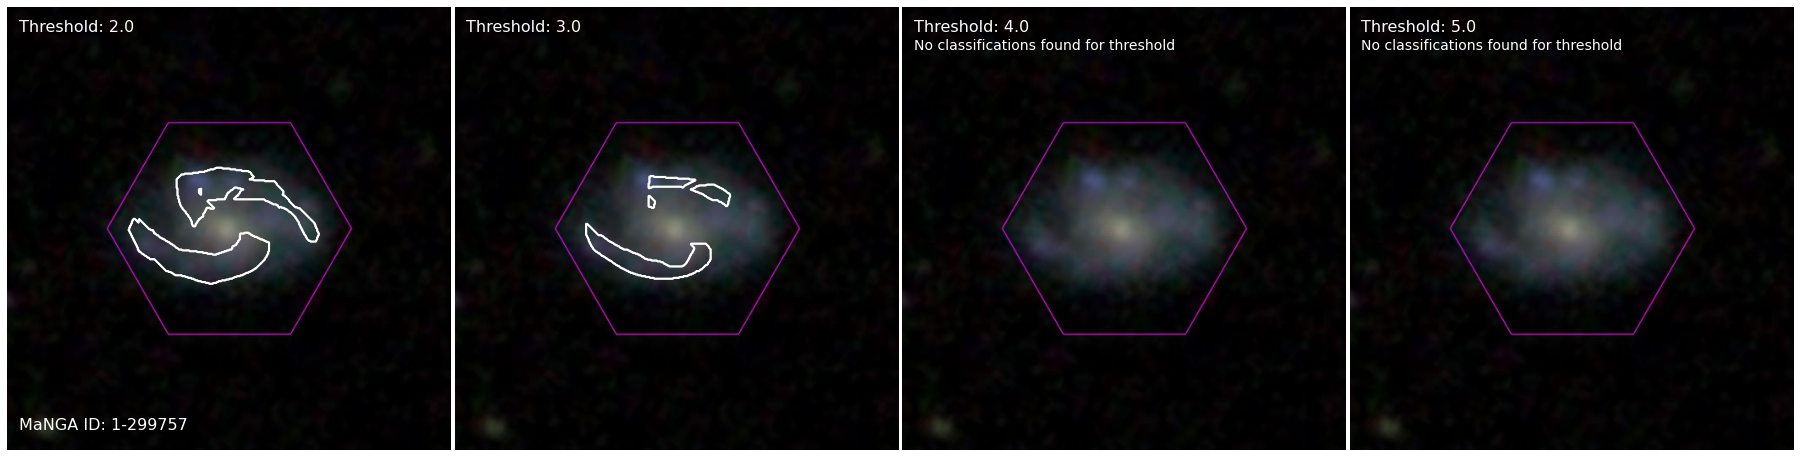 Threshold: 2.0
MaNGA ID: 1-299757
Threshold: 3.0
Threshold: 4.0
No classifications found for threshold
Threshold: 5.0
No classifications found for threshold